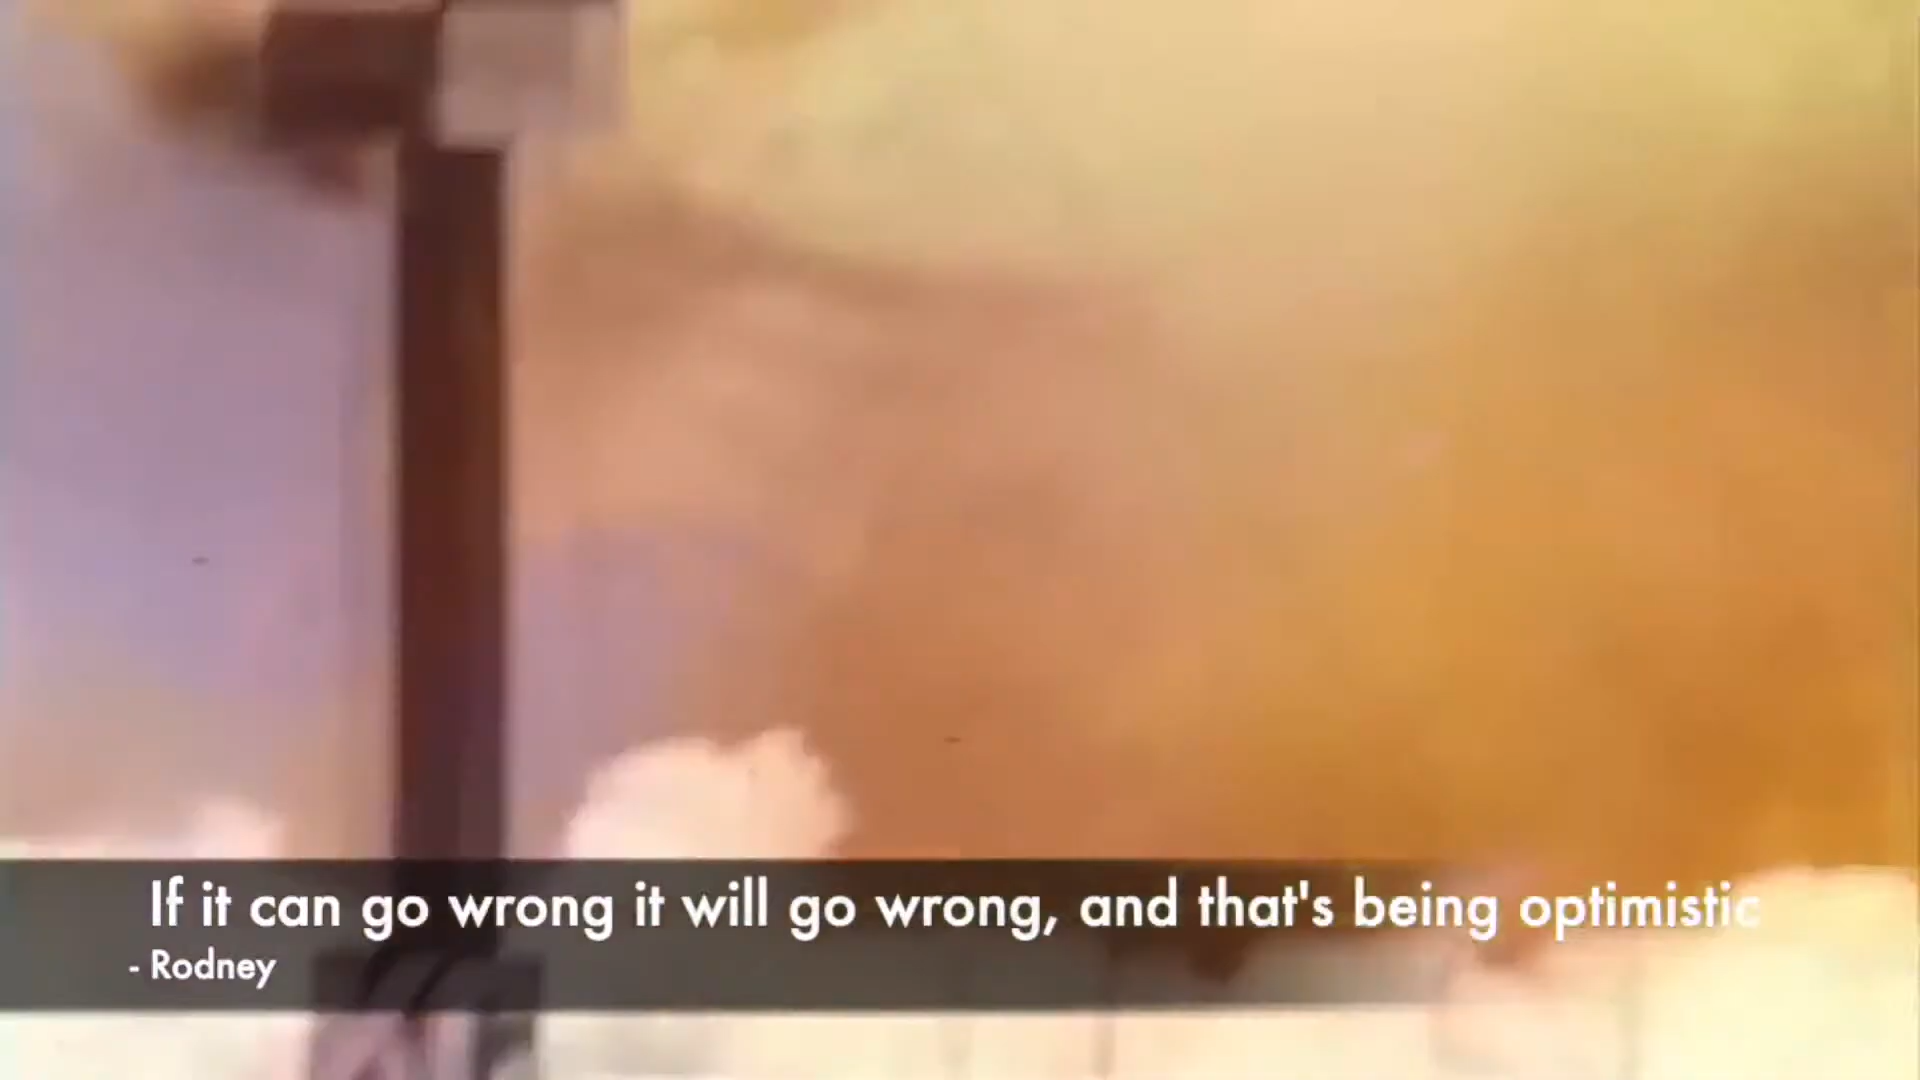 If it can go wrong it will go wrong, and that's being optimistic
- Rodney